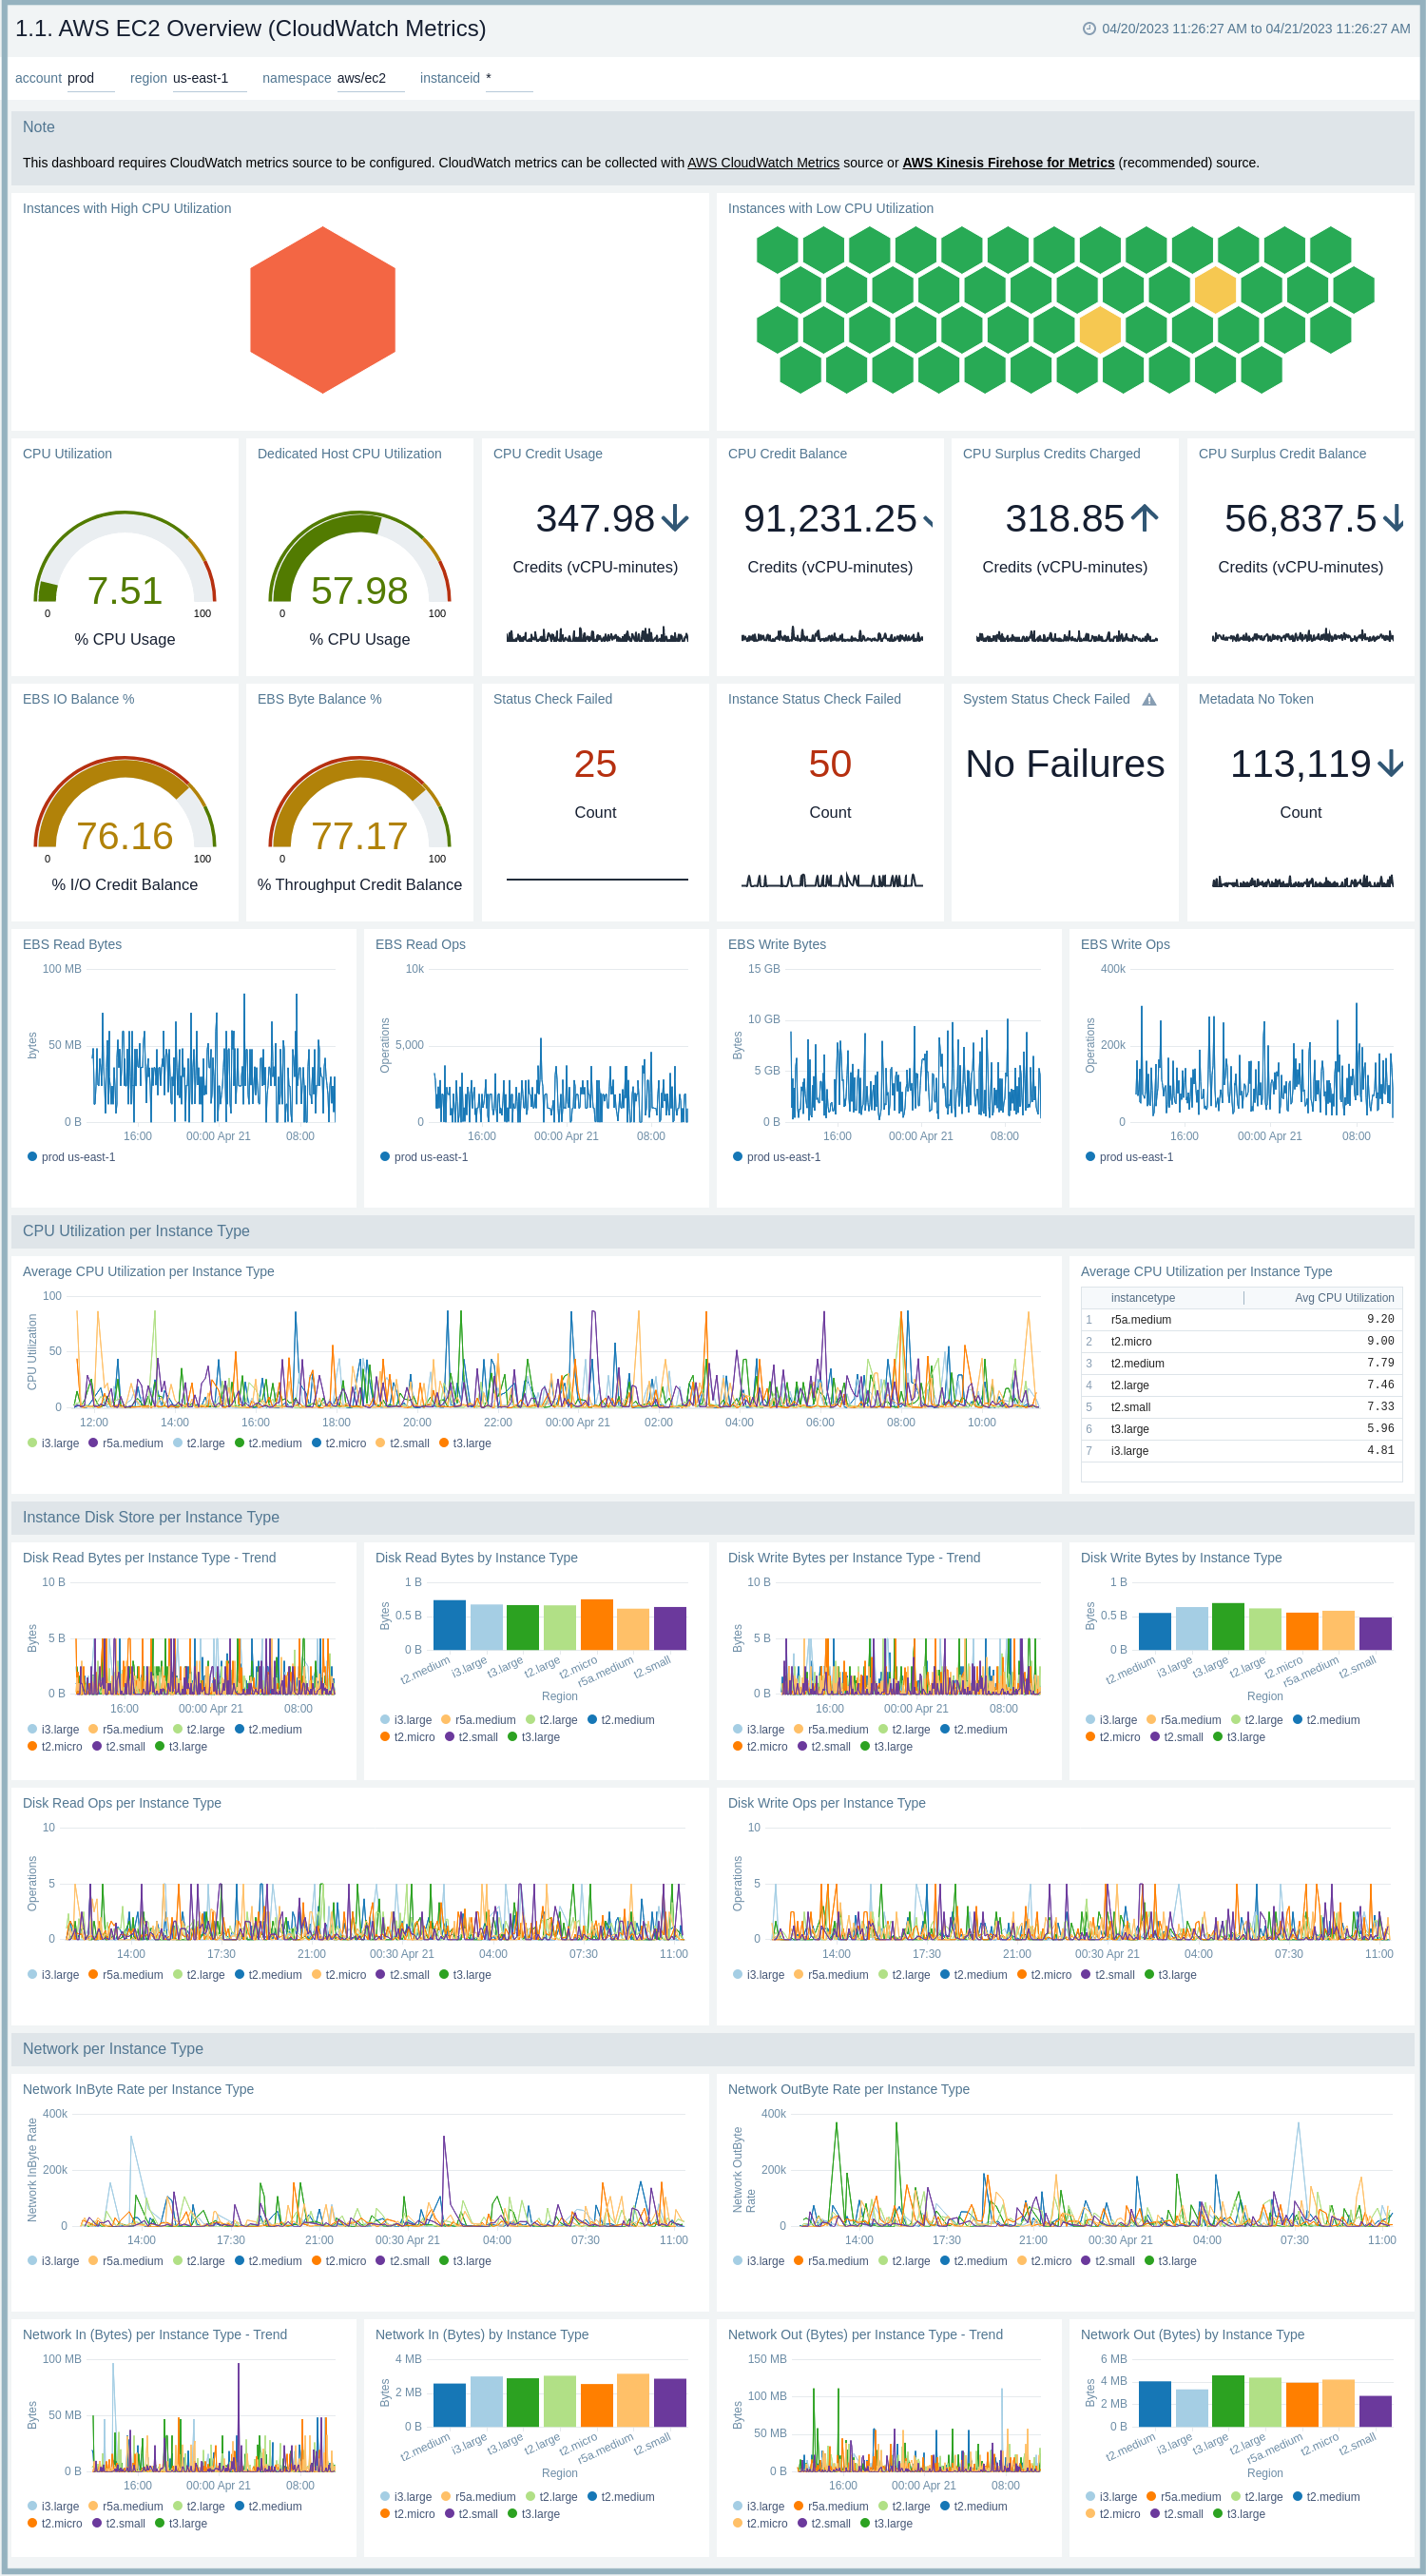 1.1. AWS EC2 Overview (CloudWatch Metrics)
04/20/2023 11:26:27 AM to 04/21/2023 11:26:27 AM
account prod region us-east-1 namespace aws/ec2 instanceid *
Note
This dashboard requires CloudWatch metrics source to be configured. CloudWatch metrics can be collected with AWS CloudWatch Metrics source or AWS Kinesis Firehose for Metrics (recommended) source.
Instances with High CPU Utilization
Instances with Low CPU Utilization
CPU Utilization
7.51
0 100
% CPU Usage
Dedicated Host CPU Utilization
57.98
0 100
% CPU Usage
CPU Credit Usage
347.98
Credits (vCPU-minutes)
CPU Credit Balance
91,231.25
Credits (vCPU-minutes)
CPU Surplus Credits Charged
318.85
Credits (vCPU-minutes)
CPU Surplus Credit Balance
56,837.5
Credits (vCPU-minutes)
EBS IO Balance %
76.16
0 100
% I/O Credit Balance
EBS Byte Balance %
77.17
0 100
% Throughput Credit Balance
Status Check Failed
25
Count
Instance Status Check Failed
50
Count
System Status Check Failed
No Failures
Metadata No Token
113,119
Count
EBS Read Bytes
100 MB
50 MB
0 B
bytes
16:00 00:00 Apr 21 08:00
prod us-east-1
EBS Read Ops
10k
5,000
0
Operations
16:00 00:00 Apr 21 08:00
prod us-east-1
EBS Write Bytes
15 GB
10 GB
5 GB
0 B
Bytes
16:00 00:00 Apr 21 08:00
prod us-east-1
EBS Write Ops
400k
200k
0
Operations
16:00 00:00 Apr 21 08:00
prod us-east-1
CPU Utilization per Instance Type
Average CPU Utilization per Instance Type
100
50
0
CPU Utilization
12:00 14:00 16:00 18:00 20:00 22:00 00:00 Apr 21 02:00 04:00 06:00 08:00 10:00
i3.large r5a.medium t2.large t2.medium t2.micro t2.small t3.large
Average CPU Utilization per Instance Type
instancetype Avg CPU Utilization
1 r5a.medium 9.20
2 t2.micro 9.00
3 t2.medium 7.79
4 t2.large 7.46
5 t2.small 7.33
6 t3.large 5.96
7 i3.large 4.81
Instance Disk Store per Instance Type
Disk Read Bytes per Instance Type - Trend
10 B
5 B
0 B
Bytes
16:00 00:00 Apr 21 08:00
i3.large r5a.medium t2.large t2.medium
t2.micro t2.small t3.large
Disk Read Bytes by Instance Type
1 B
0.5 B
0 B
Bytes
t2.medium i3.large t3.large t2.large t2.micro r5a.medium t2.small
Region
i3.large r5a.medium t2.large t2.medium
t2.micro t2.small t3.large
Disk Write Bytes per Instance Type - Trend
10 B
5 B
0 B
Bytes
16:00 00:00 Apr 21 08:00
i3.large r5a.medium t2.large t2.medium
t2.micro t2.small t3.large
Disk Write Bytes by Instance Type
1 B
0.5 B
0 B
Bytes
t2.medium i3.large t3.large t2.large t2.micro r5a.medium t2.small
Region
i3.large r5a.medium t2.large t2.medium
t2.micro t2.small t3.large
Disk Read Ops per Instance Type
10
5
0
Operations
14:00 17:30 21:00 00:30 Apr 21 04:00 07:30 11:00
i3.large r5a.medium t2.large t2.medium t2.micro t2.small t3.large
Disk Write Ops per Instance Type
10
5
0
Operations
14:00 17:30 21:00 00:30 Apr 21 04:00 07:30 11:00
i3.large r5a.medium t2.large t2.medium t2.micro t2.small t3.large
Network per Instance Type
Network InByte Rate per Instance Type
400k
200k
0
Network InByte Rate
14:00 17:30 21:00 00:30 Apr 21 04:00 07:30 11:00
i3.large r5a.medium t2.large t2.medium t2.micro t2.small t3.large
Network OutByte Rate per Instance Type
400k
200k
0
Network OutByte
Rate
14:00 17:30 21:00 00:30 Apr 21 04:00 07:30 11:00
i3.large r5a.medium t2.large t2.medium t2.micro t2.small t3.large
Network In (Bytes) per Instance Type - Trend
100 MB
50 MB
0 B
Bytes
16:00 00:00 Apr 21 08:00
i3.large r5a.medium t2.large t2.medium
t2.micro t2.small t3.large
Network In (Bytes) by Instance Type
4 MB
2 MB
0 B
Bytes
t2.medium i3.large t3.large t2.large t2.micro r5a.medium t2.small
Region
i3.large r5a.medium t2.large t2.medium
t2.micro t2.small t3.large
Network Out (Bytes) per Instance Type - Trend
150 MB
100 MB
50 MB
0 B
Bytes
16:00 00:00 Apr 21 08:00
i3.large r5a.medium t2.large t2.medium
t2.micro t2.small t3.large
Network Out (Bytes) by Instance Type
6 MB
4 MB
2 MB
0 B
Bytes
t2.medium i3.large t3.large t2.large r5a.medium t2.micro t2.small
Region
i3.large r5a.medium t2.large t2.medium
t2.micro t2.small t3.large